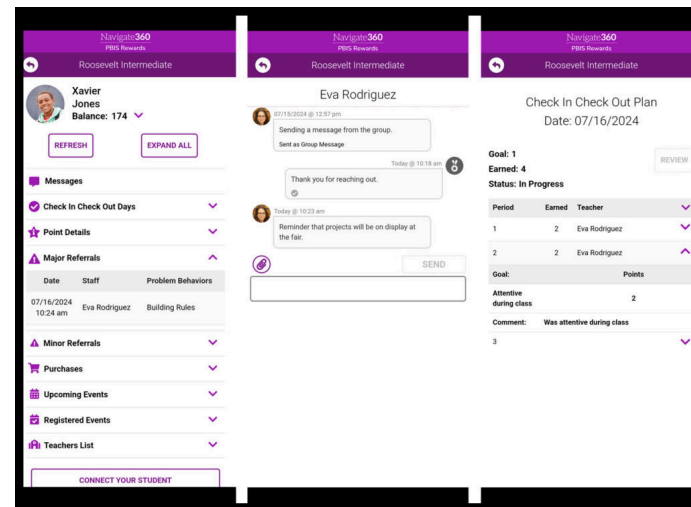 Navigate360
PBIS Rewards
Roosevelt Intermediate
Xavier
Jones
Balance: 174
REFRESH
EXPAND ALL
Messages
Check In Check Out Days
Point Details
Major Referrals
Date Staff Problem Behaviors
07/16/2024
10:24 am
Eva Rodriguez Building Rules
Minor Referrals
Purchases
Upcoming Events
Registered Events
Teachers List
CONNECT YOUR STUDENT
Navigate360
PBIS Rewards
Roosevelt Intermediate
Eva Rodriguez
07/15/2024 @ 12:57 pm
Sending a message from the group.
Sent as Group Message
Today @ 10:18 am
Thank you for reaching out.
Today @ 10:23 am
Reminder that projects will be on display at
the fair.
SEND
Navigate360
PBIS Rewards
Roosevelt Intermediate
Check In Check Out Plan
Date: 07/16/2024
Goal: 1
Earned: 4
Status: In Progress
REVIEW
Period Earned Teacher
1 2 Eva Rodriguez
2 2 Eva Rodriguez
Goal: Points
Attentive
during class
2
Comment: Was attentive during class
3